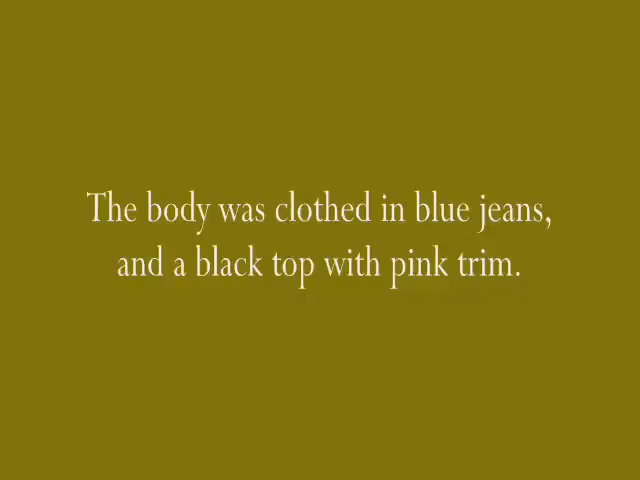 The body was clothed in blue jeans,
and a black top with pink trim.